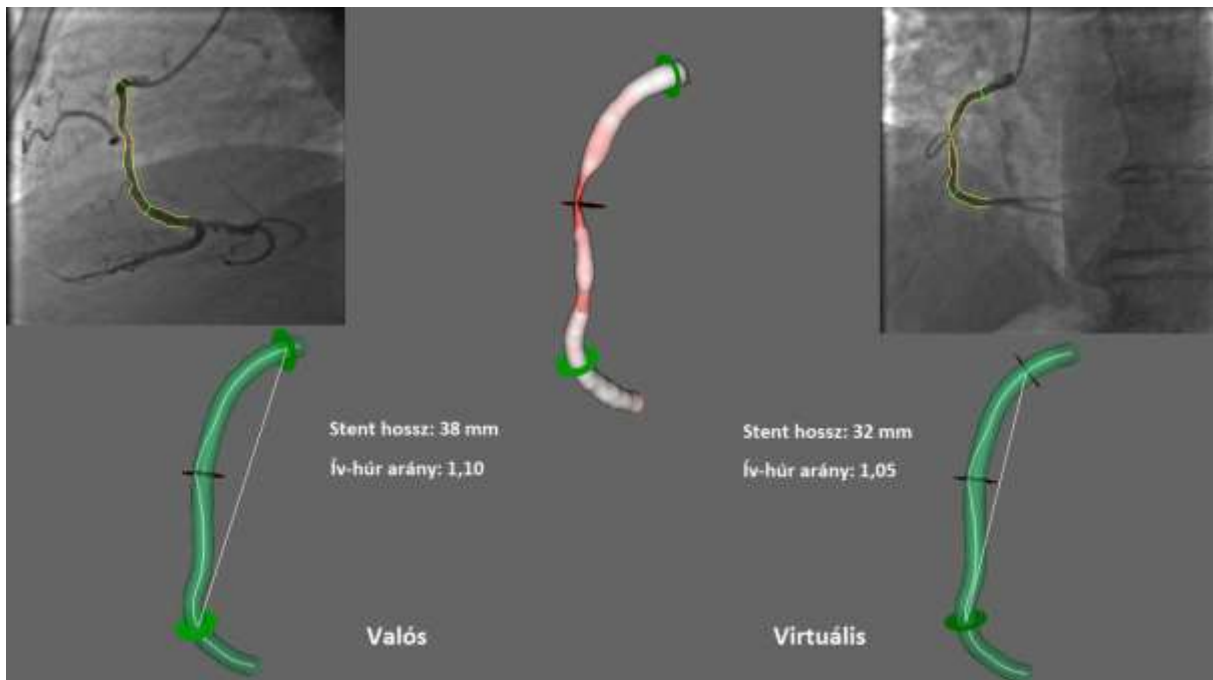 Stent hossz: 38 mm
Ív-húr arány: 1,10
Stent hossz: 32 mm
Ív-húr arány: 1,05
Valós
Virtuális